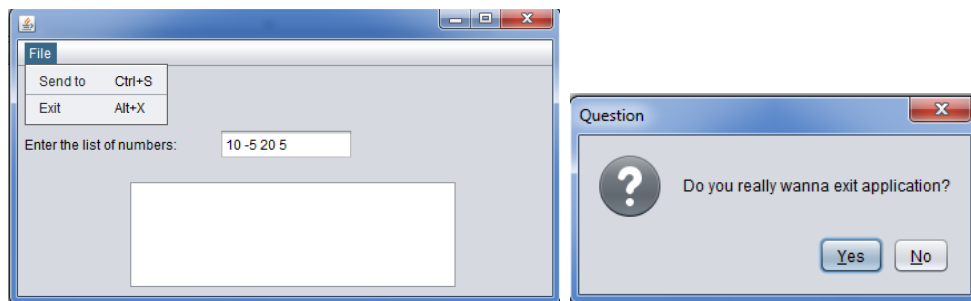 File
Send to Ctrl+S
Exit Alt+X
Enter the list of numbers: 10 -5 20 5
Question
Do you really wanna exit application?
Yes No